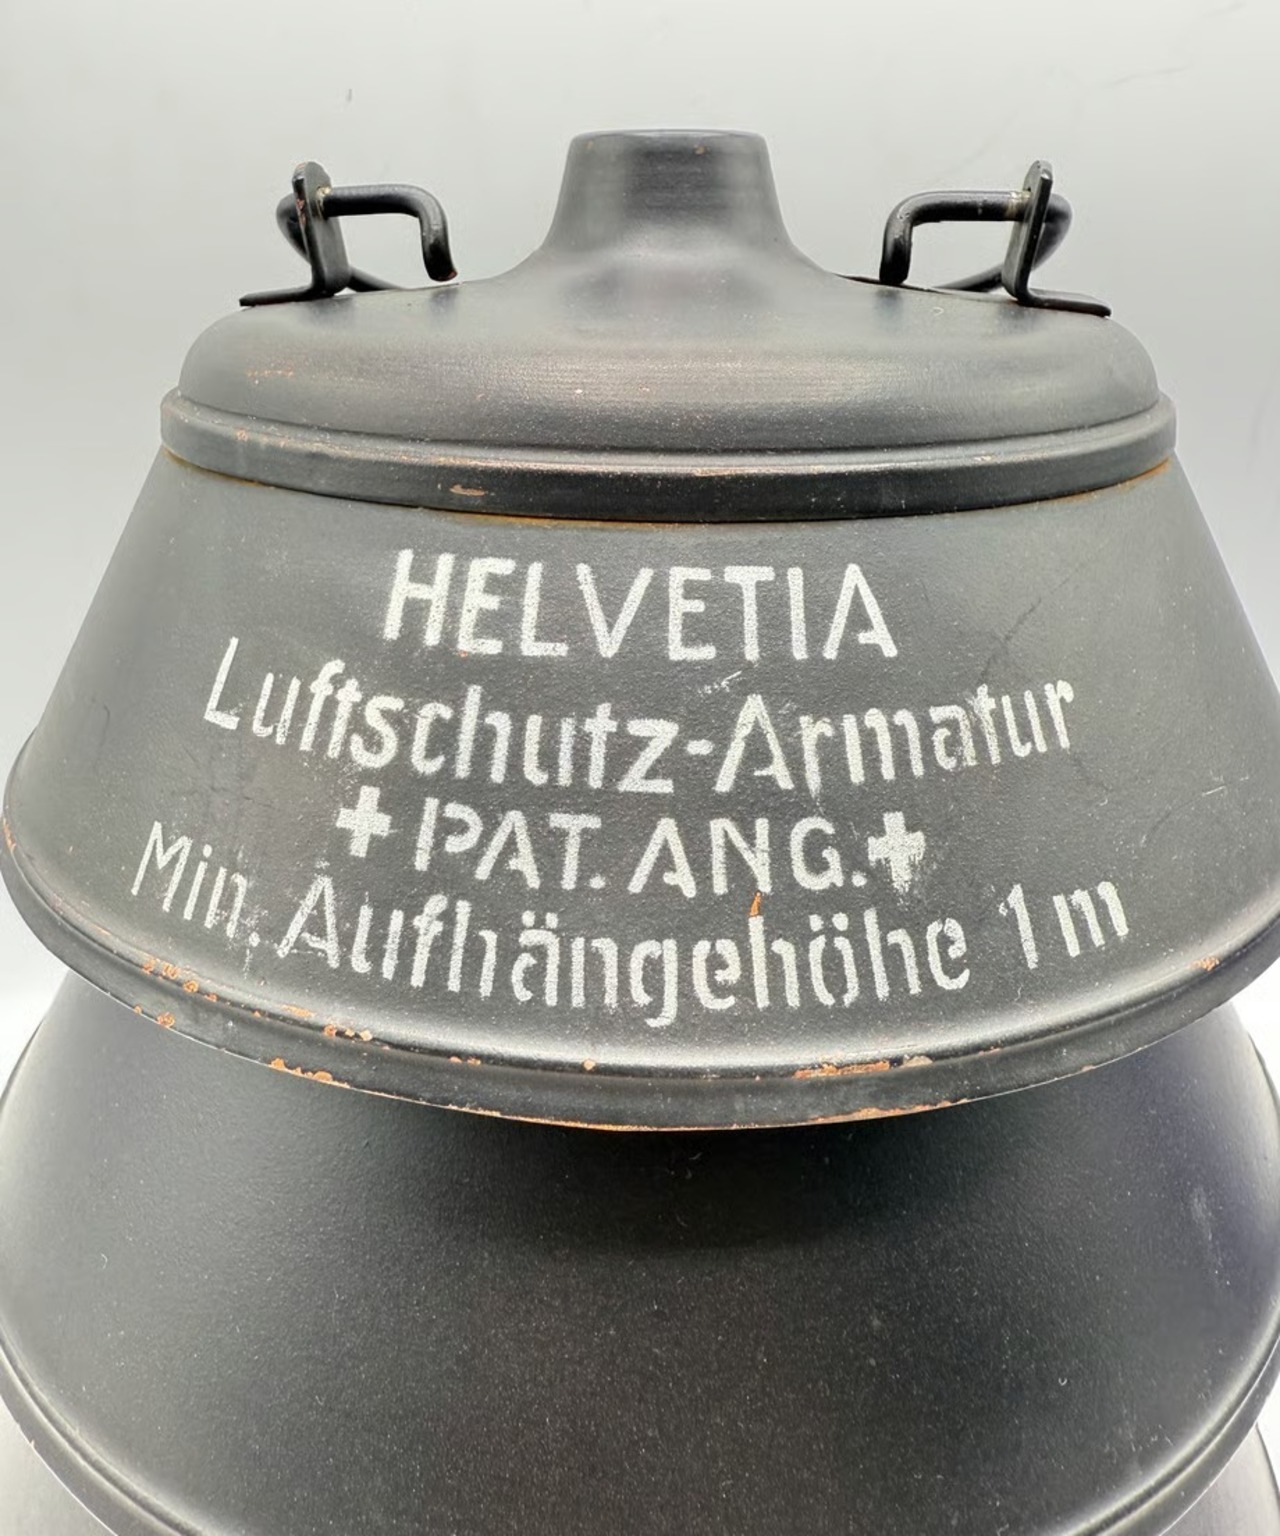 HELVETIA
Luftschutz-Armatur
+PAT. ANG.+
Min. Aufhängehöhe 1m